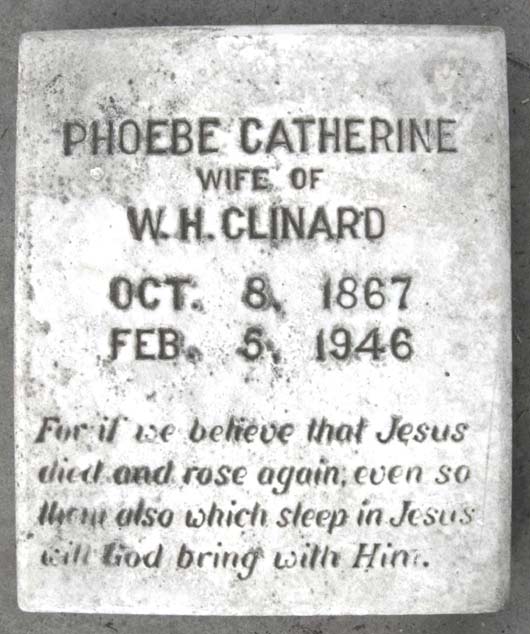 PHOEBE CATHERINE
WIFE OF
W. H. CLINARD
OCT. 8, 1867
FEB. 5, 1946
For if we believe that Jesus
died and rose again, even so
them also which sleep in Jesus
will God bring with Him.